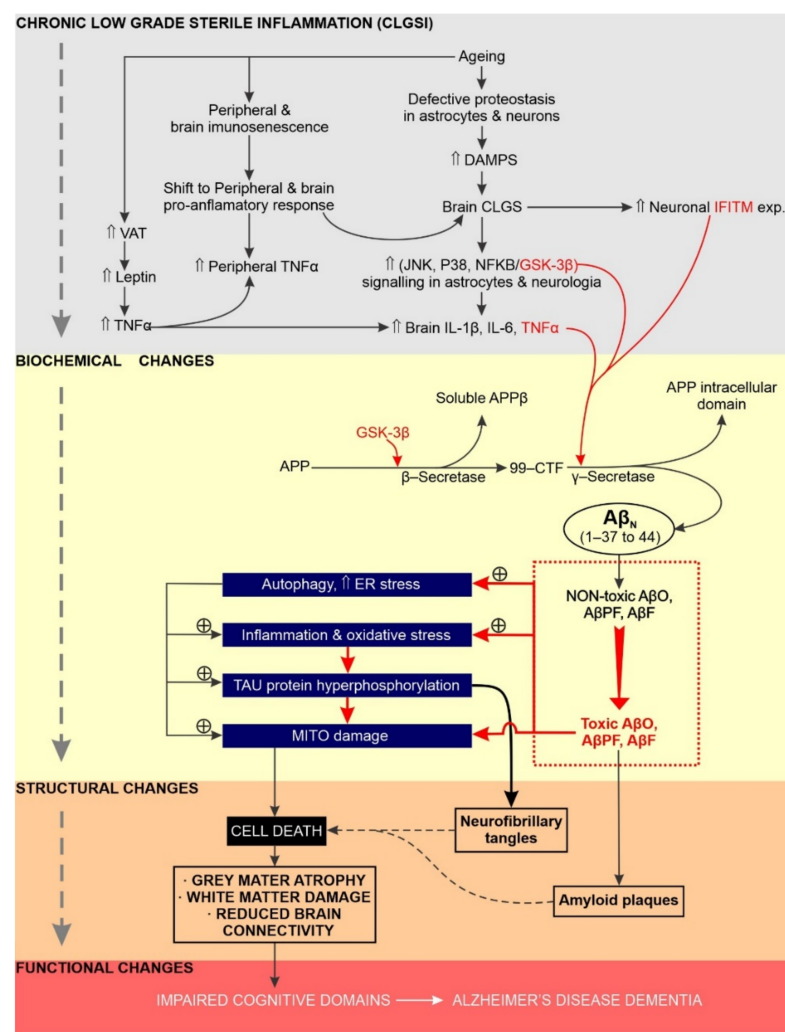 CHRONIC LOW GRADE STERILE INFLAMMATION (CLGSI)
Ageing
Peripheral &
brain imunosenescence
Defective proteostasis
in astrocytes & neurons
⇑ DAMPS
Shift to Peripheral & brain
pro-anflamatory response
Brain CLGS
⇑ Neuronal IFITM exp.
⇑ VAT
⇑ Leptin
⇑ TNFα
⇑ Peripheral TNFα
⇑ (JNK, P38, NFKB/GSK-3β)
signalling in astrocytes & neurologia
⇑ Brain IL-1β, IL-6, TNFα
BIOCHEMICAL CHANGES
Soluble APPβ
APP intracellular
domain
GSK-3β
APP
β–Secretase
99–CTF
γ–Secretase
AβN
(1–37 to 44)
NON-toxic AβO,
AβPF, AβF
Toxic AβO,
AβPF, AβF
Autophagy, ⇑ ER stress
⊕
⊕
Inflammation & oxidative stress
⊕
⊕
TAU protein hyperphosphorylation
⊕
MITO damage
STRUCTURAL CHANGES
CELL DEATH
Neurofibrillary
tangles
Amyloid plaques
· GREY MATER ATROPHY
· WHITE MATTER DAMAGE
· REDUCED BRAIN
CONNECTIVITY
FUNCTIONAL CHANGES
IMPAIRED COGNITIVE DOMAINS
ALZHEIMER'S DISEASE DEMENTIA